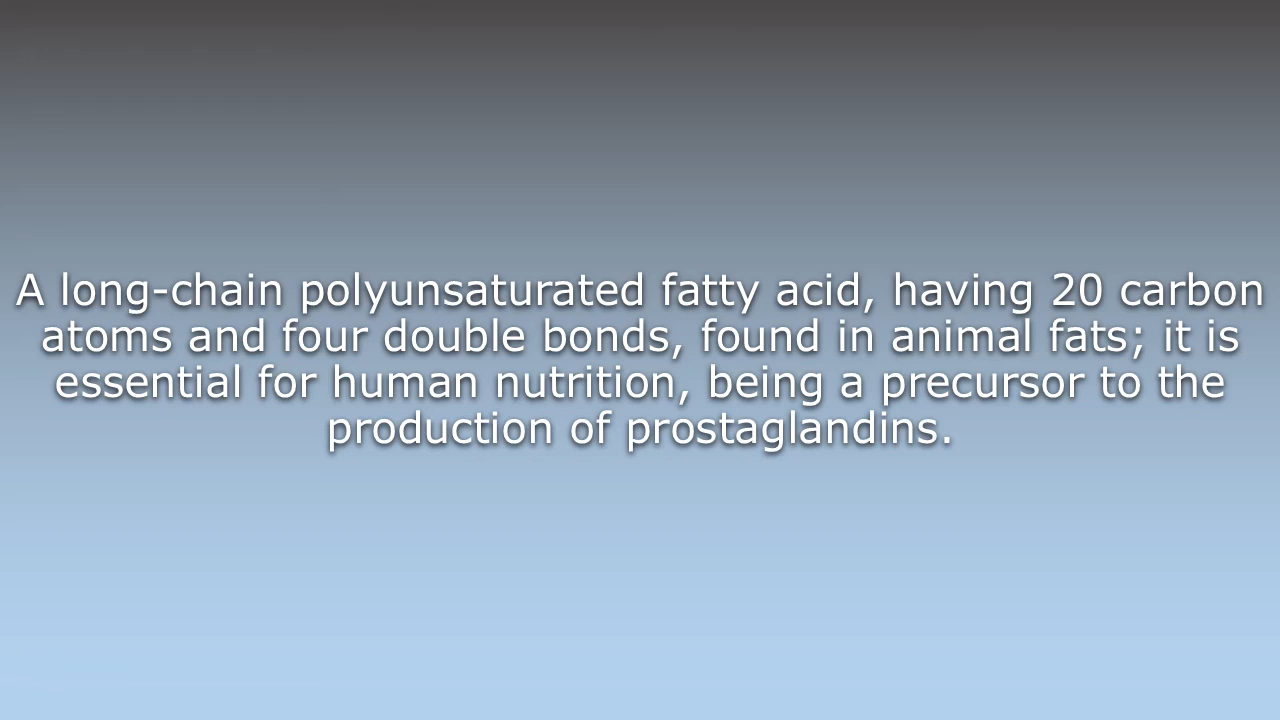 A long-chain polyunsaturated fatty acid, having 20 carbon
atoms and four double bonds, found in animal fats; it is
essential for human nutrition, being a precursor to the
production of prostaglandins.